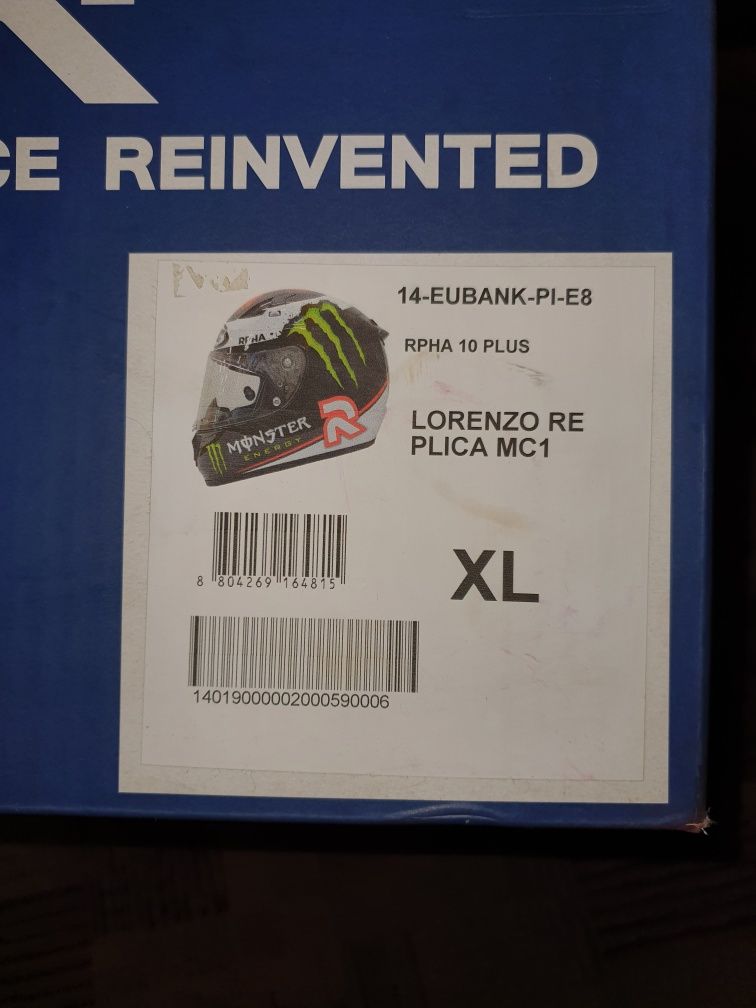 CE REINVENTED
14-EUBANK-PI-E8
RPHA 10 PLUS
RPHA
LORENZO RE
PLICA MC1
MONSTER
ENERGY
R
8 804269 164815
XL
14019000002000590006